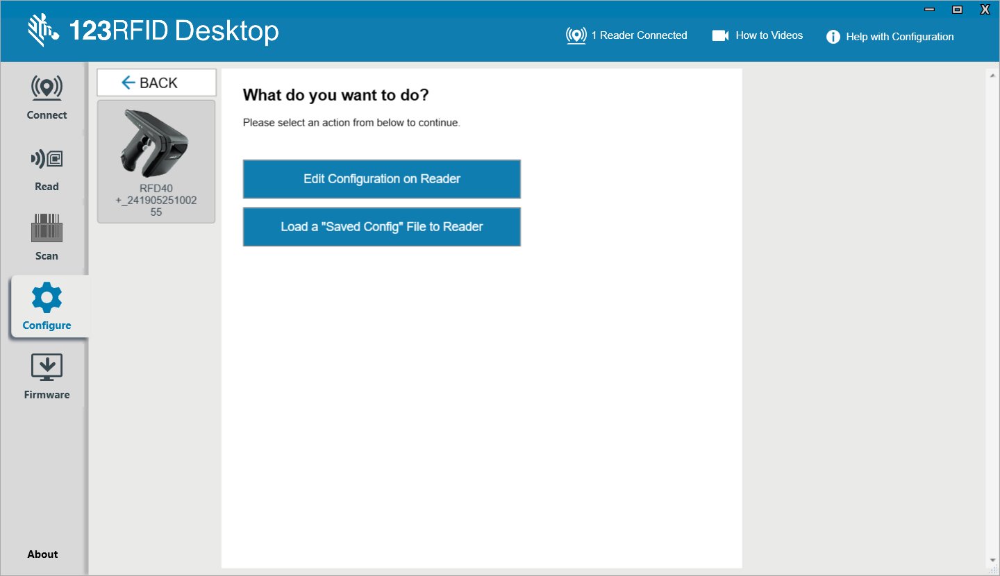 123RFID Desktop
1 Reader Connected
How to Videos
Help with Configuration
Connect
Read
Scan
Configure
Firmware
About
BACK
RFD40
+_241905251002
55
What do you want to do?
Please select an action from below to continue.
Edit Configuration on Reader
Load a "Saved Config" File to Reader